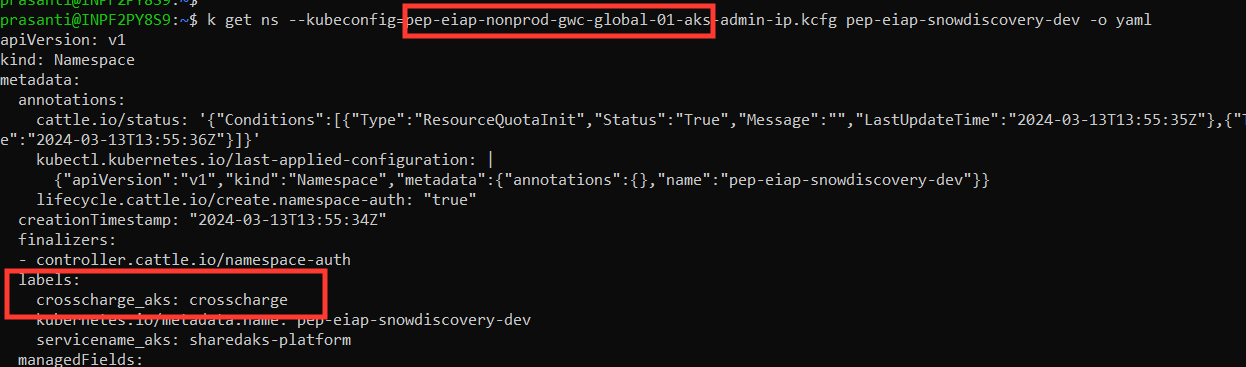 prasanti@INPF2PY8S9:~$
prasanti@INPF2PY8S9:~$ k get ns --kubeconfig=pep-eiap-nonprod-gwc-global-01-aks-admin-ip.kcfg pep-eiap-snowdiscovery-dev -o yaml
apiVersion: v1
kind: Namespace
metadata:
  annotations:
    cattle.io/status: '{"Conditions":[{"Type":"ResourceQuotaInit","Status":"True","Message":"","LastUpdateTime":"2024-03-13T13:55:35Z"},{"T
e":"2024-03-13T13:55:36Z"}]}'
    kubectl.kubernetes.io/last-applied-configuration: |
      {"apiVersion":"v1","kind":"Namespace","metadata":{"annotations":{},"name":"pep-eiap-snowdiscovery-dev"}}
    lifecycle.cattle.io/create.namespace-auth: "true"
  creationTimestamp: "2024-03-13T13:55:34Z"
  finalizers:
  - controller.cattle.io/namespace-auth
  labels:
    crosscharge_aks: crosscharge
    kubernetes.io/metadata.name: pep-eiap-snowdiscovery-dev
    servicename_aks: sharedaks-platform
  managedFields: